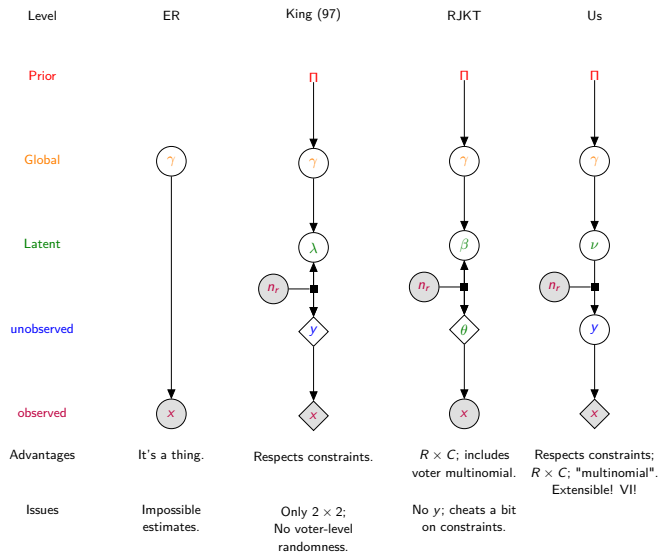 Level ER King (97) RJKT Us
Prior Π Π Π
Global γ γ γ γ
Latent λ β ν
n_r n_r n_r
unobserved y θ y
observed x x x x
Advantages It's a thing. Respects constraints. R × C; includes Respects constraints;
voter multinomial. R × C; "multinomial".
Extensible! VI!
Issues Impossible Only 2 × 2; No y; cheats a bit
estimates. No voter-level on constraints.
randomness.